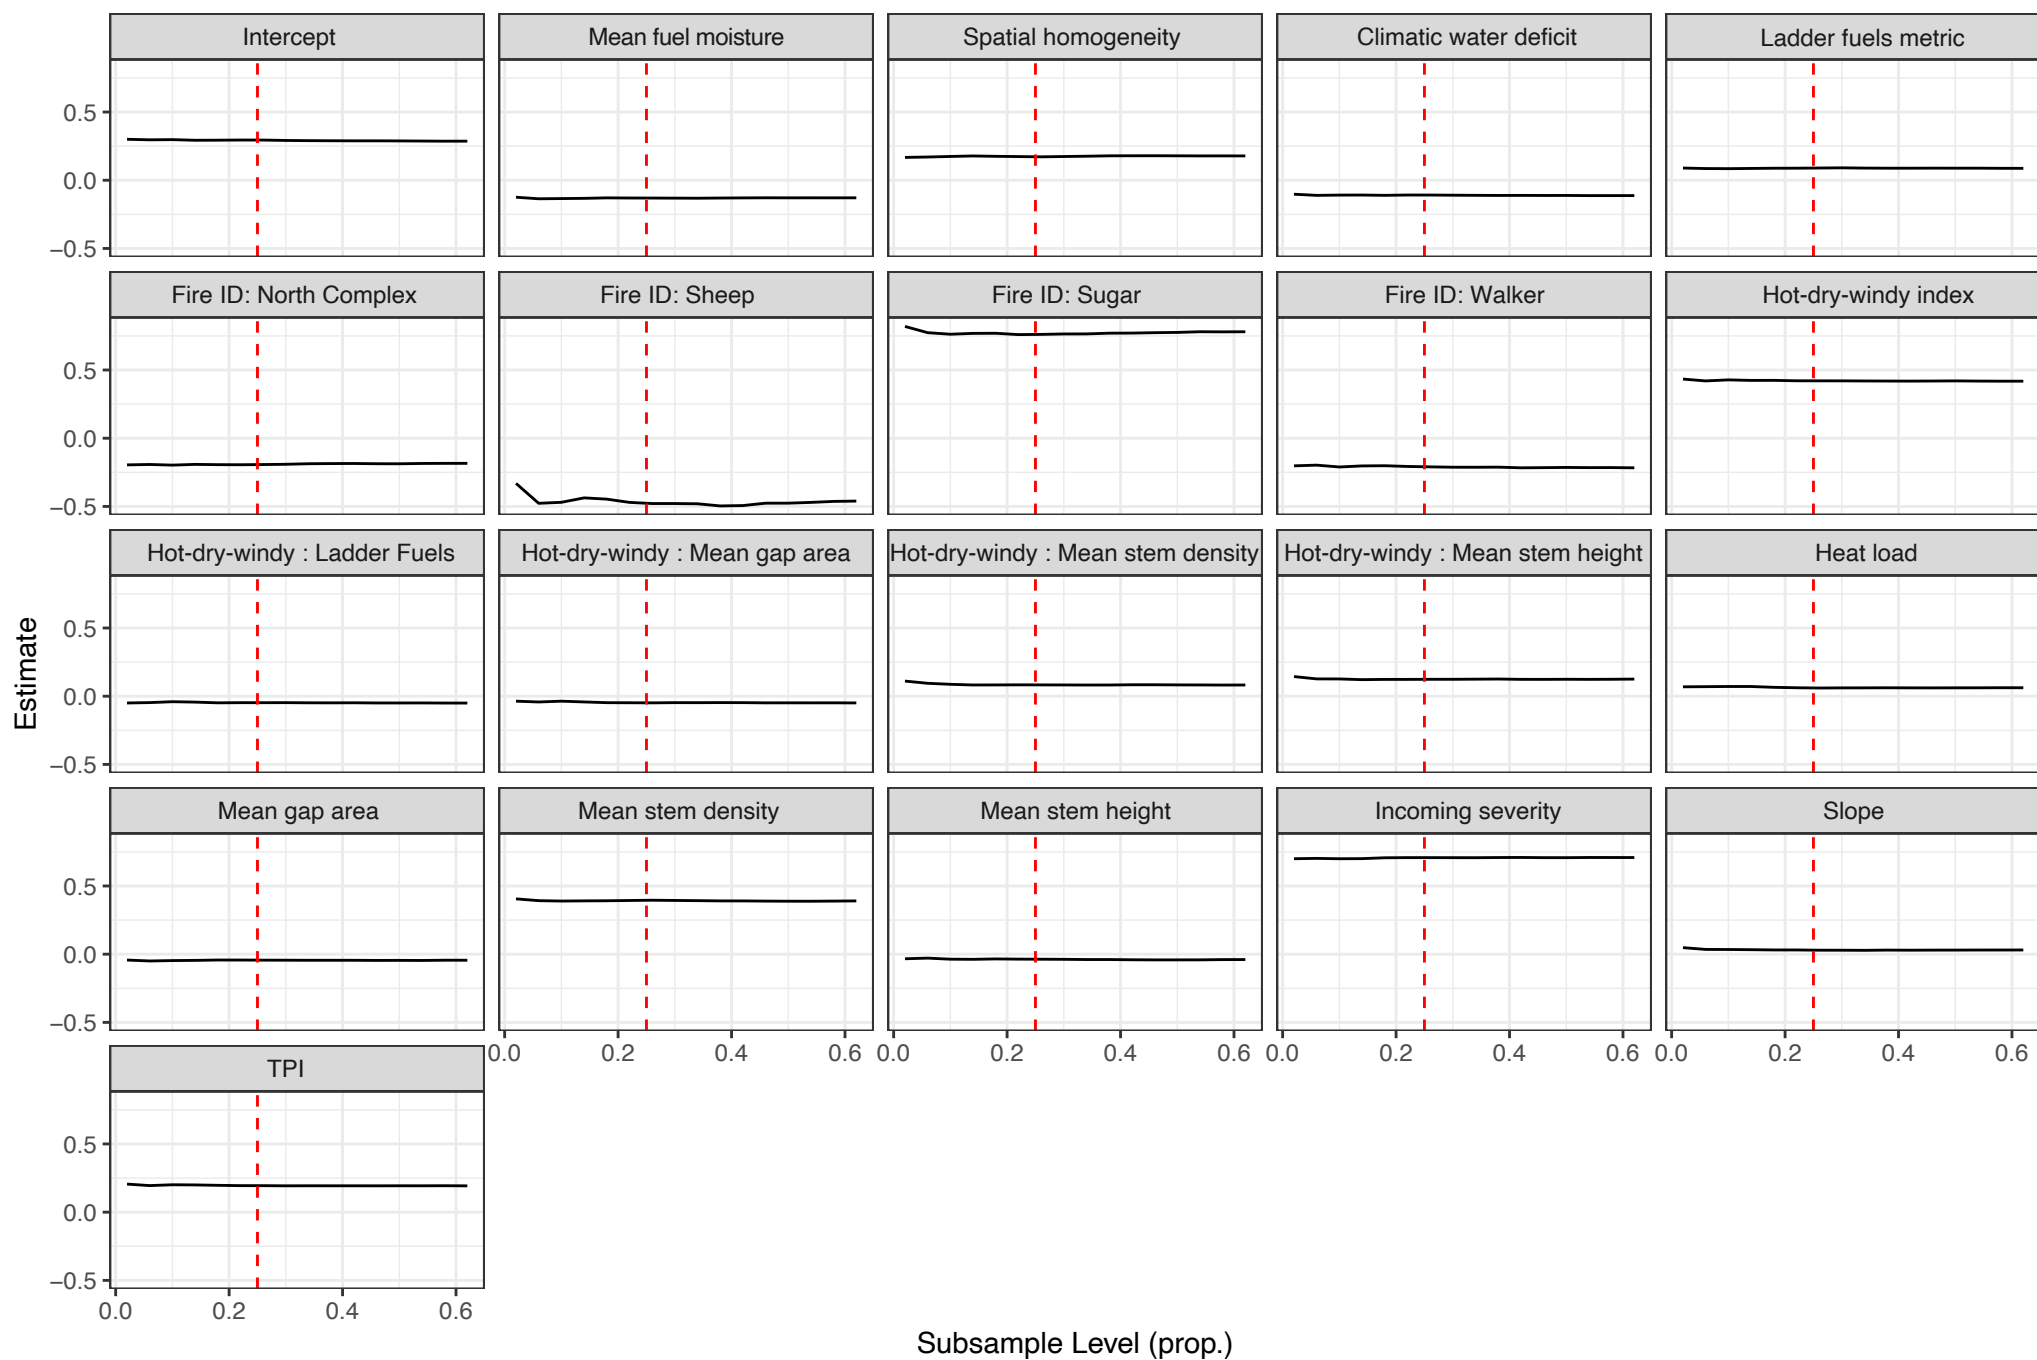 Intercept
Mean fuel moisture
Spatial homogeneity
Climatic water deficit
Ladder fuels metric
0.5
0.0
−0.5
Fire ID: North Complex
Fire ID: Sheep
Fire ID: Sugar
Fire ID: Walker
Hot-dry-windy index
0.5
0.0
−0.5
Hot-dry-windy : Ladder Fuels
Hot-dry-windy : Mean gap area
Hot-dry-windy : Mean stem density
Hot-dry-windy : Mean stem height
Heat load
0.5
0.0
−0.5
Estimate
Mean gap area
Mean stem density
Mean stem height
Incoming severity
Slope
0.5
0.0
−0.5
0.0 0.2 0.4 0.6
0.0 0.2 0.4 0.6
0.0 0.2 0.4 0.6
0.0 0.2 0.4 0.6
TPI
0.5
0.0
−0.5
0.0 0.2 0.4 0.6
Subsample Level (prop.)